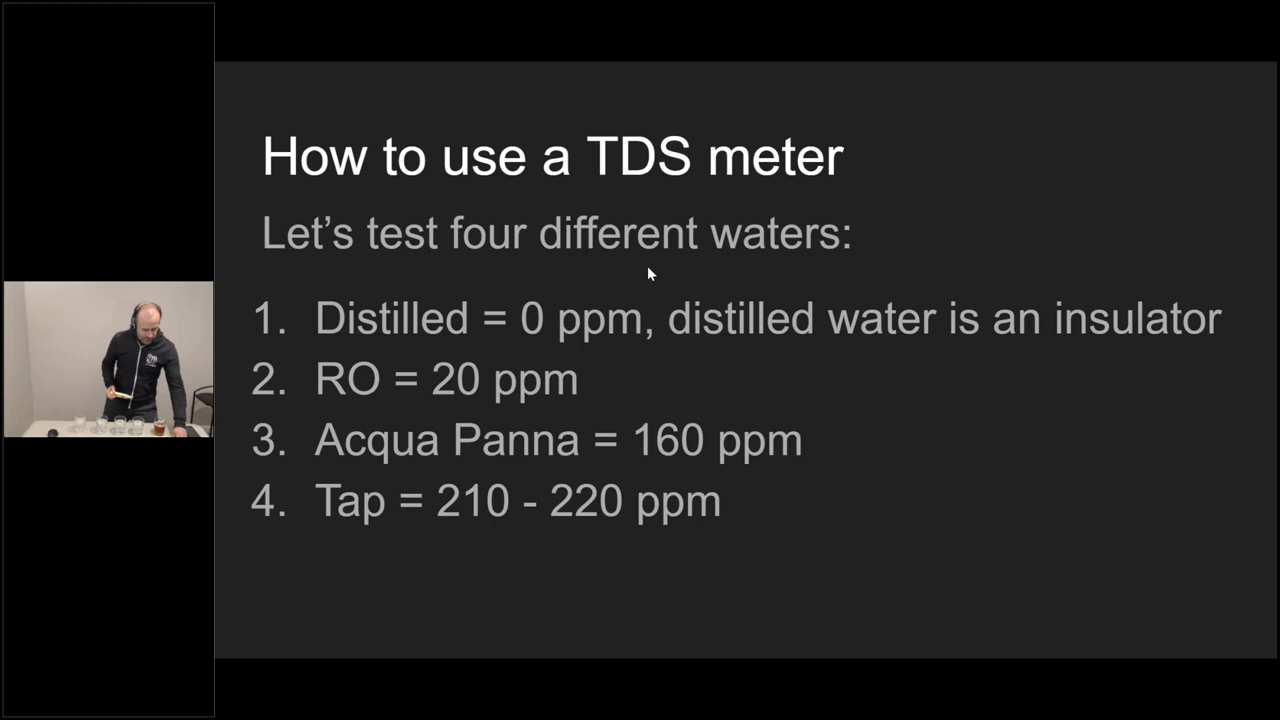 How to use a TDS meter
Let's test four different waters:
1. Distilled = 0 ppm, distilled water is an insulator
2. RO = 20 ppm
3. Acqua Panna = 160 ppm
4. Tap = 210 - 220 ppm